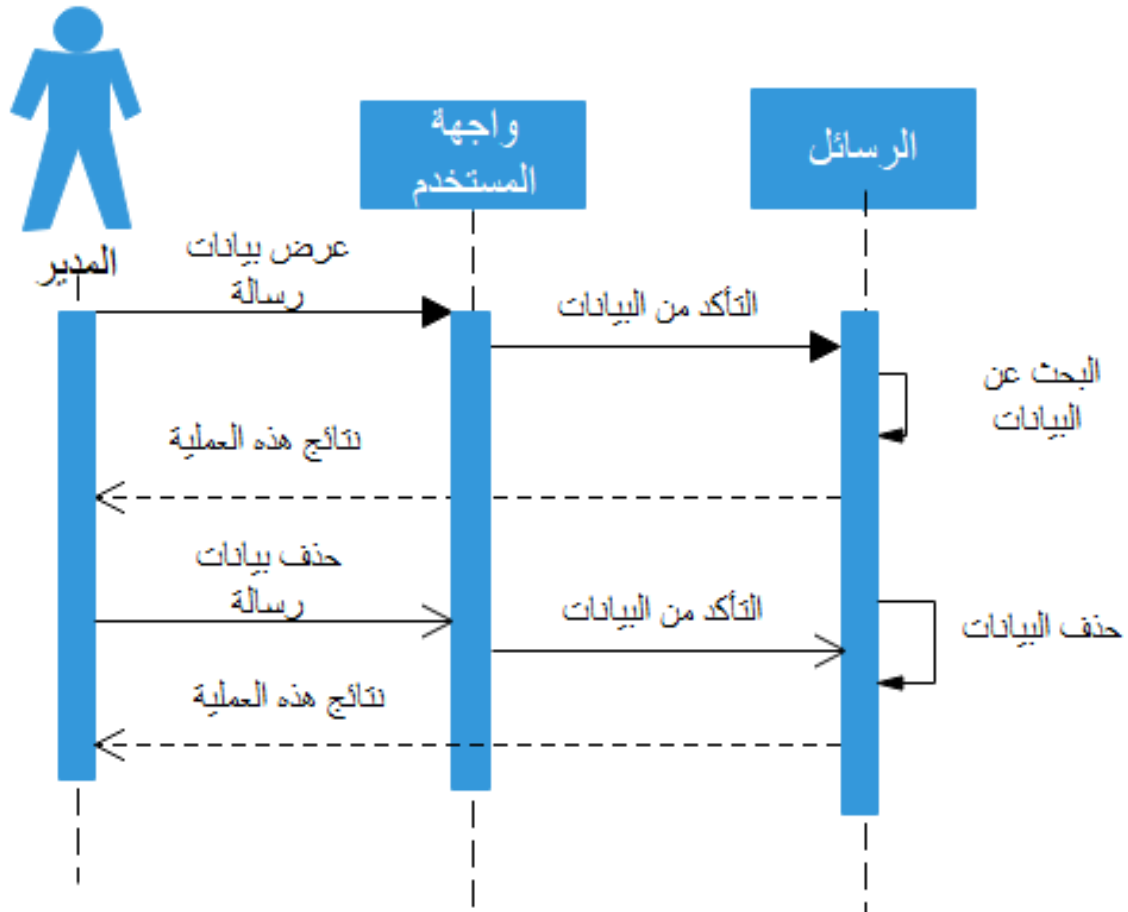 واجهة
المستخدم
الرسائل
المدير
عرض بيانات
رسالة
التأكد من البيانات
البحث عن
البيانات
نتائج هذه العملية
حذف بيانات
رسالة
التأكد من البيانات
حذف البيانات
نتائج هذه العملية